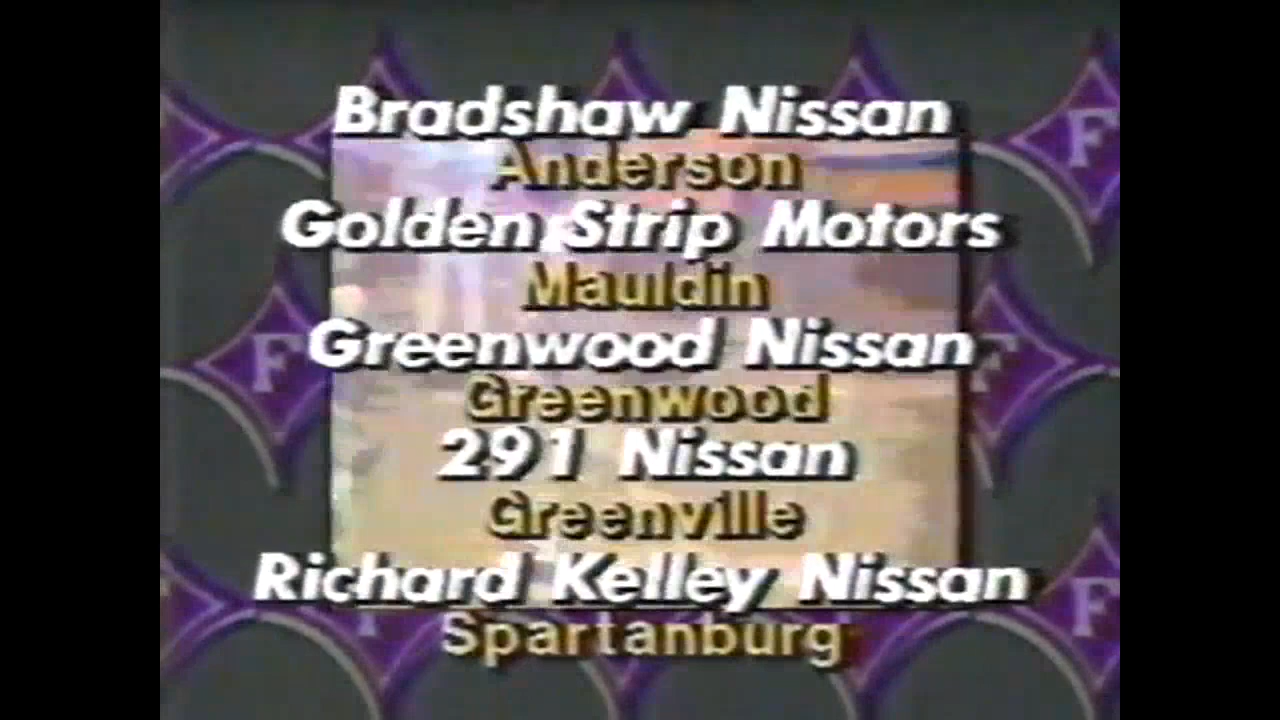 Bradshaw Nissan
Anderson
Golden Strip Motors
Mauldin
Greenwood Nissan
Greenwood
291 Nissan
Greenville
Richard Kelley Nissan
Spartanburg
F
F
F
F
F